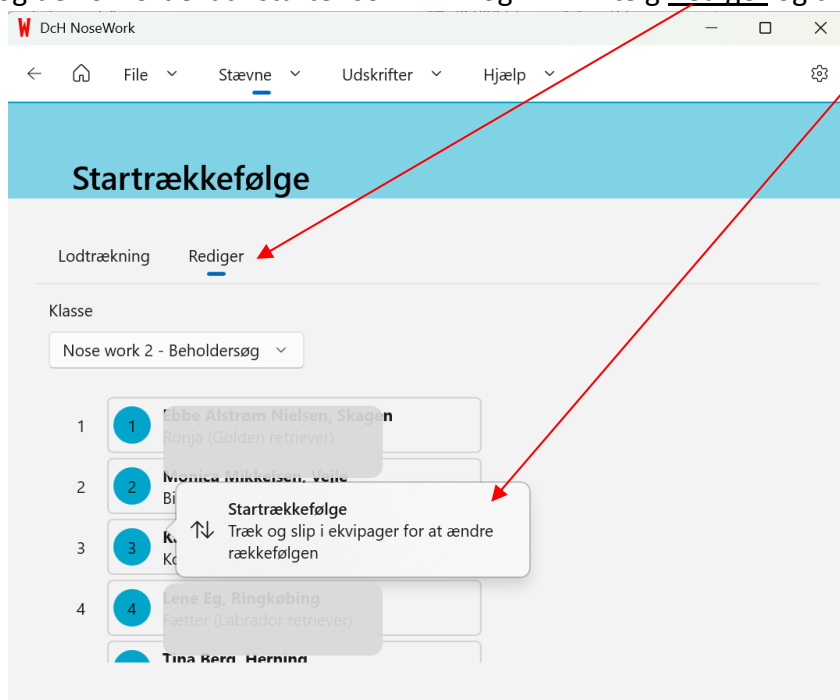 DcH NoseWork
File
Stævne
Udskrifter
Hjælp
Startrækkefølge
Lodtrækning
Rediger
Klasse
Nose work 2 - Beholdersøg
1
1
Ebbe Alstrøm Nielsen, Skagen
Ronja (Golden retriever)
2
2
Monica Mikkelsen, Vejle
Startrækkefølge
3
3
Træk og slip i ekvipager for at ændre
rækkefølgen
4
4
Lene Eg, Ringkøbing
Fætter (Labrador retriever)
Tina Berg, Herning